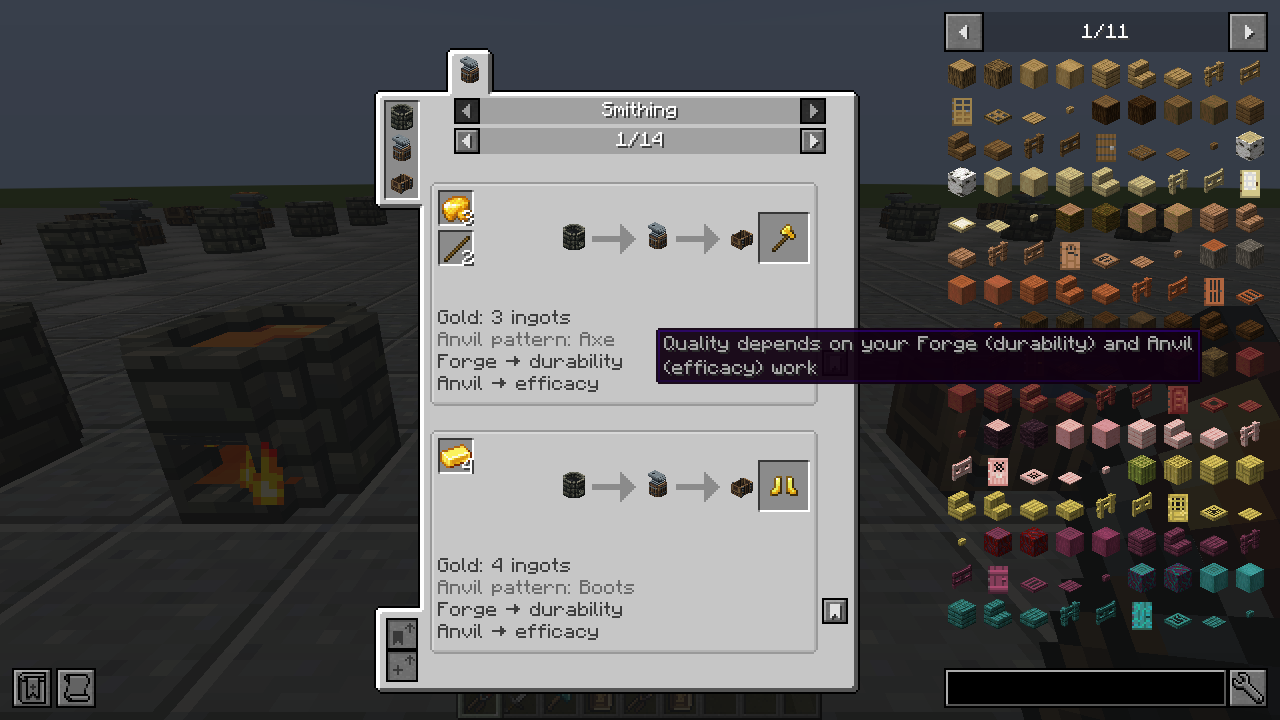 1/11
Smithing
1/14
3
2
Gold: 3 ingots
Anvil pattern: Axe
Forge → durability
Anvil → efficacy
Quality depends on your Forge (durability) and Anvil
(efficacy) work
4
Gold: 4 ingots
Anvil pattern: Boots
Forge → durability
Anvil → efficacy